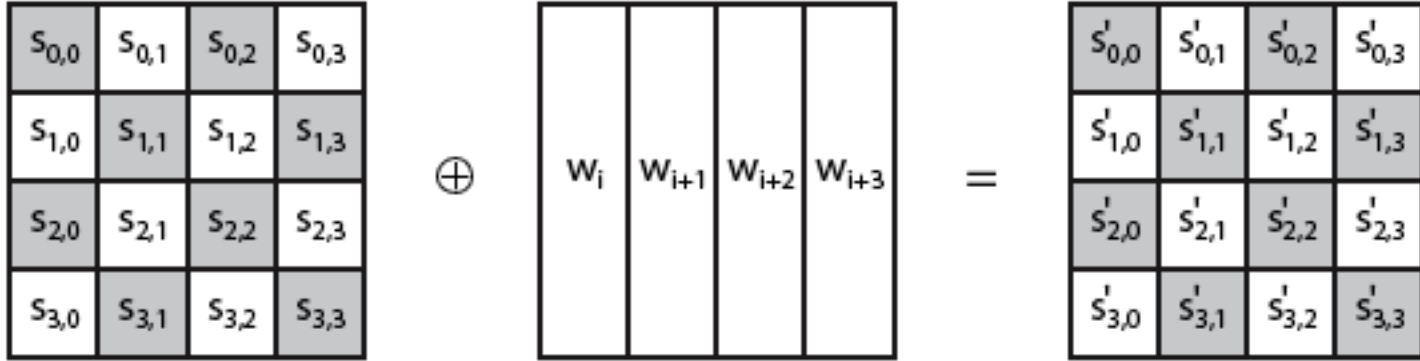 s0,0 s0,1 s0,2 s0,3 s'0,0 s'0,1 s'0,2 s'0,3
s1,0 s1,1 s1,2 s1,3 s'1,0 s'1,1 s'1,2 s'1,3
⊕ wi wi+1 wi+2 wi+3 =
s2,0 s2,1 s2,2 s2,3 s'2,0 s'2,1 s'2,2 s'2,3
s3,0 s3,1 s3,2 s3,3 s'3,0 s'3,1 s'3,2 s'3,3